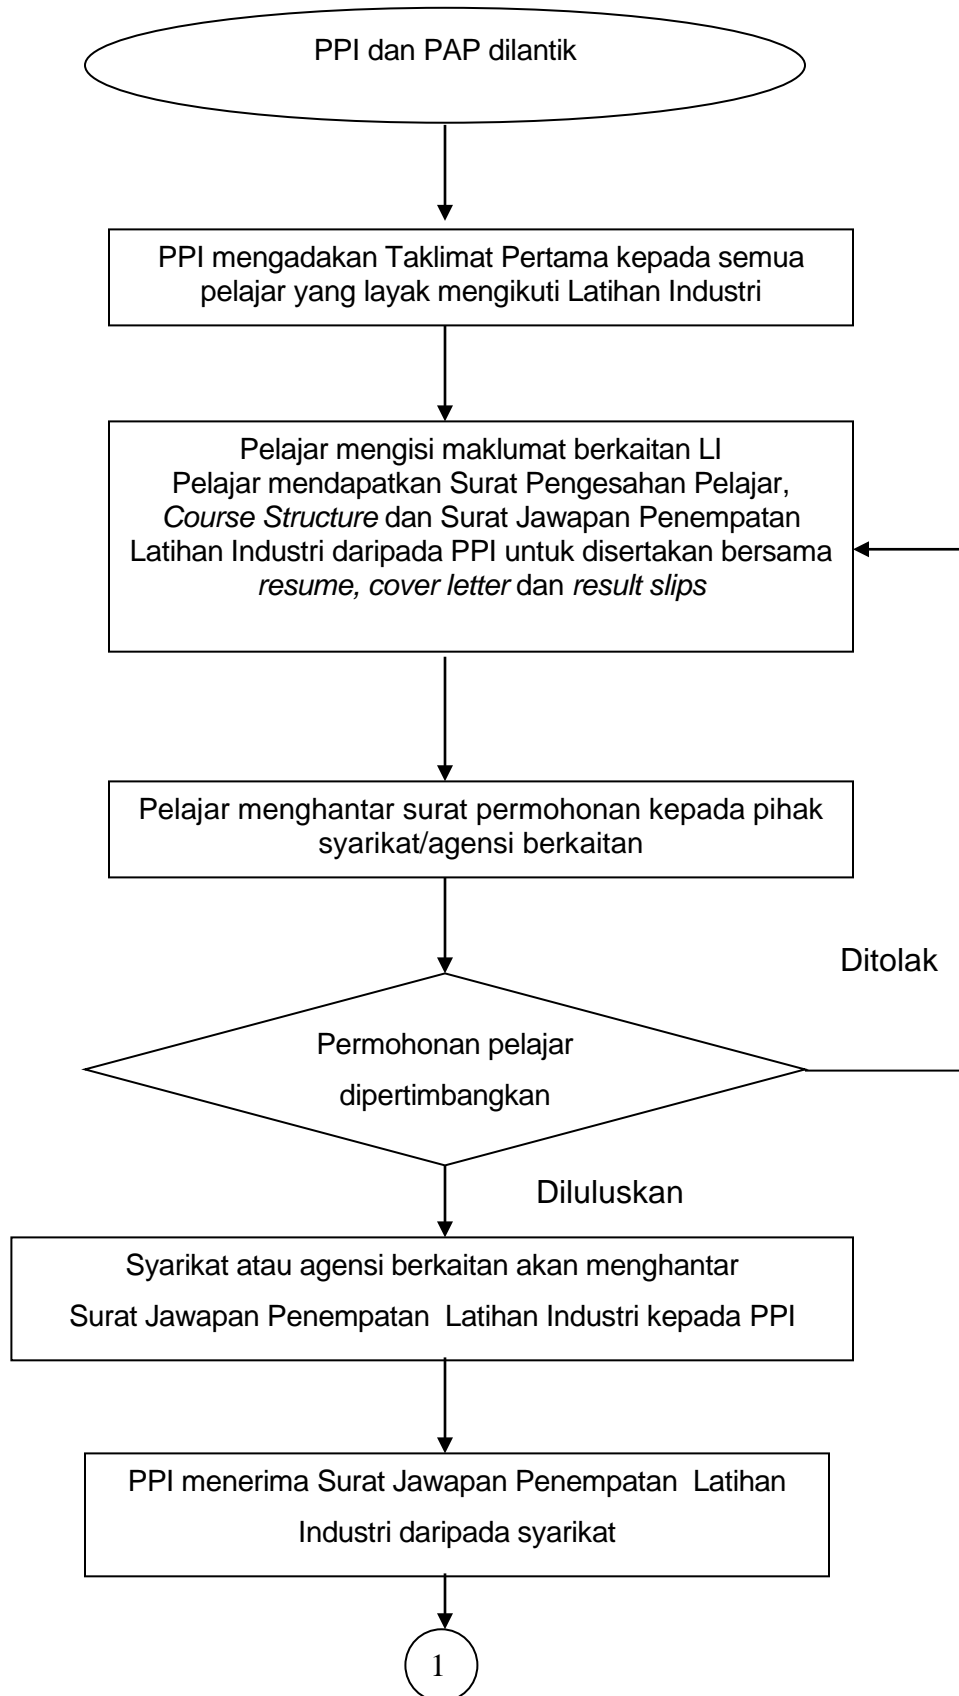 PPI dan PAP dilantik
PPI mengadakan Taklimat Pertama kepada semua
pelajar yang layak mengikuti Latihan Industri
Pelajar mengisi maklumat berkaitan LI
Pelajar mendapatkan Surat Pengesahan Pelajar,
Course Structure dan Surat Jawapan Penempatan
Latihan Industri daripada PPI untuk disertakan bersama
resume, cover letter dan result slips
Pelajar menghantar surat permohonan kepada pihak
syarikat/agensi berkaitan
Ditolak
Permohonan pelajar
dipertimbangkan
Diluluskan
Syarikat atau agensi berkaitan akan menghantar
Surat Jawapan Penempatan Latihan Industri kepada PPI
PPI menerima Surat Jawapan Penempatan Latihan
Industri daripada syarikat
1